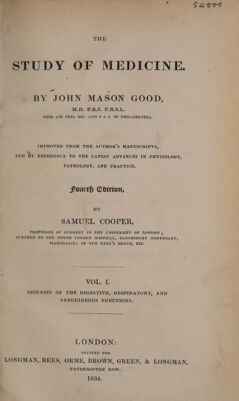 54800
THE
STUDY OF MEDICINE.
BY JOHN MASON GOOD,
M.D. F.R.S. F.R.S.L.
MEM. AM. PHIL. SOC. AND F.L.S. OF PHILADELPHIA.
IMPROVED FROM THE AUTHOR'S MANUSCRIPTS,
AND BY REFERENCE TO THE LATEST ADVANCES IN PHYSIOLOGY,
PATHOLOGY, AND PRACTICE.
Fourth Edition,
BY
SAMUEL COOPER,
PROFESSOR OF SURGERY IN THE UNIVERSITY OF LONDON;
SURGEON TO THE NORTH LONDON HOSPITAL, BLOOMSBURY DISPENSARY,
MARSHALSEA OF THE KING'S BENCH, ETC.
VOL. I.
DISEASES OF THE DIGESTIVE, RESPIRATORY, AND
SANGUINEOUS FUNCTIONS.
LONDON:
PRINTED FOR
LONGMAN, REES, ORME, BROWN, GREEN, & LONGMAN,
PATERNOSTER ROW.
1834.